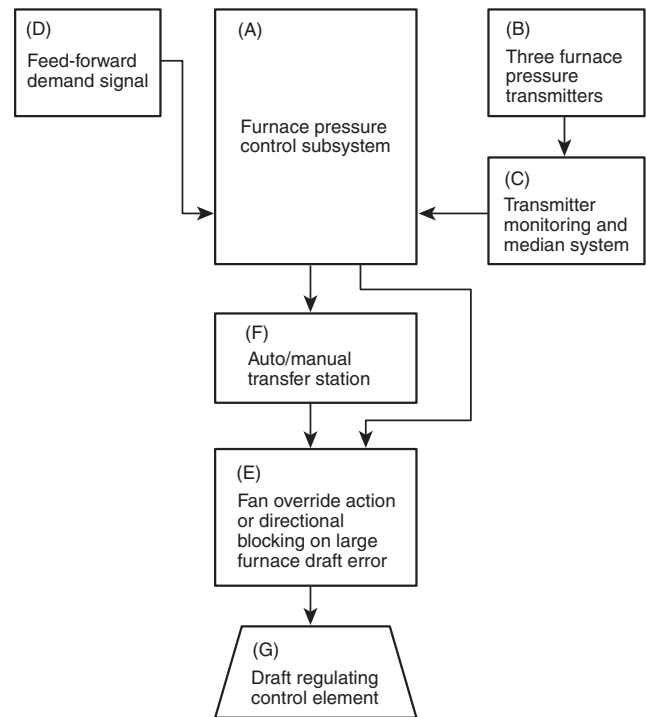 (D)
Feed-forward
demand signal
(A)
Furnace pressure
control subsystem
(B)
Three furnace
pressure
transmitters
(C)
Transmitter
monitoring and
median system
(F)
Auto/manual
transfer station
(E)
Fan override action
or directional
blocking on large
furnace draft error
(G)
Draft regulating
control element